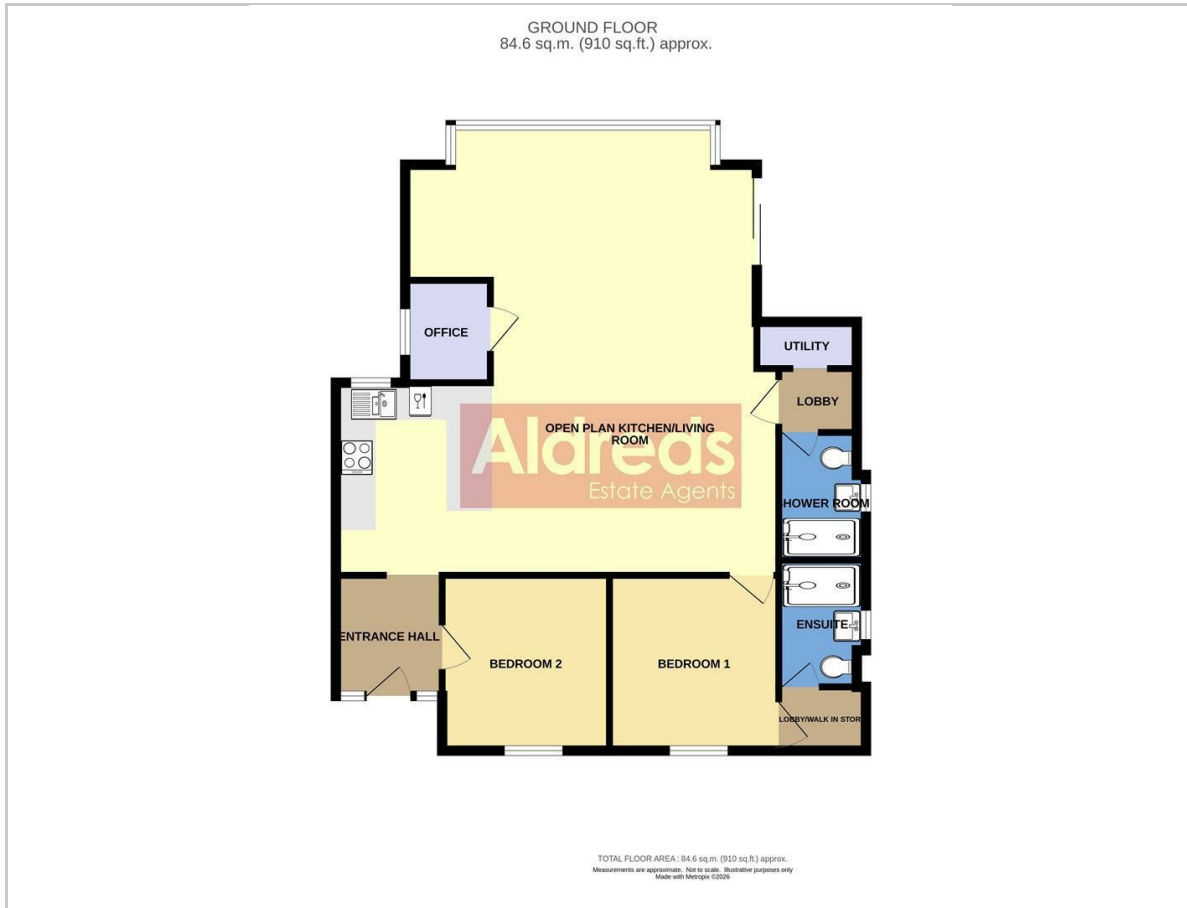 GROUND FLOOR
84.6 sq.m. (910 sq.ft.) approx.
OFFICE
UTILITY
LOBBY
OPEN PLAN KITCHEN/LIVING
ROOM
Aldreds
Estate Agents
SHOWER ROOM
ENSUITE
ENTRANCE HALL
BEDROOM 2
BEDROOM 1
LOBBY/WALK IN STOR
TOTAL FLOOR AREA : 84.6 sq.m. (910 sq.ft.) approx.
Measurements are approximate. Not to scale. Illustrative purposes only
Made with Metropix ©2026